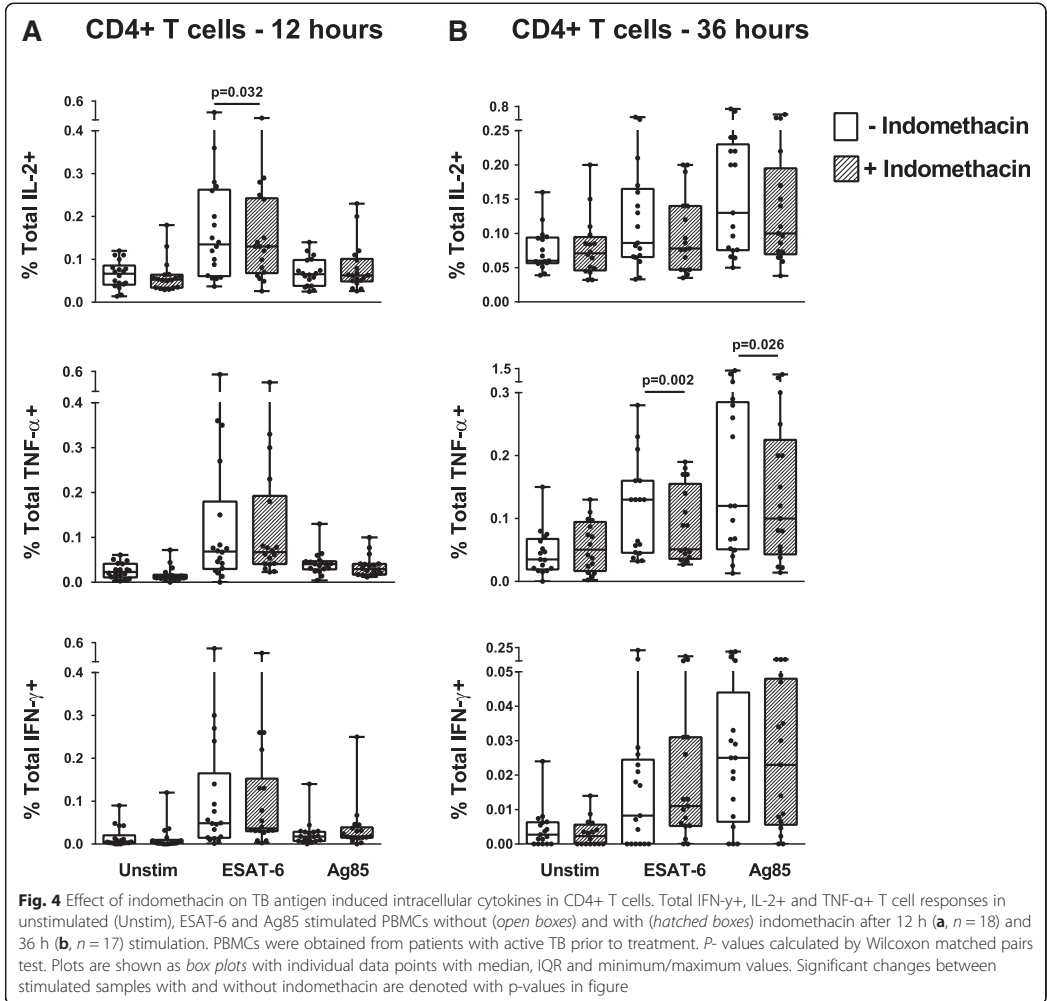 A CD4+ T cells - 12 hours
B CD4+ T cells - 36 hours
- Indomethacin
+ Indomethacin
% Total IL-2+
0.6
0.4
0.3
0.2
0.1
0.0
p=0.032
% Total IL-2+
0.8
0.25
0.20
0.15
0.10
0.05
0.00
% Total TNF-α+
0.6
0.4
0.3
0.2
0.1
0.0
% Total TNF-α+
1.5
0.3
0.2
0.1
0.0
p=0.002
p=0.026
% Total IFN-γ+
0.6
0.4
0.3
0.2
0.1
0.0
Unstim ESAT-6 Ag85
% Total IFN-γ+
0.25
0.05
0.04
0.03
0.02
0.01
0.00
Unstim ESAT-6 Ag85
Fig. 4 Effect of indomethacin on TB antigen induced intracellular cytokines in CD4+ T cells. Total IFN-y+, IL-2+ and TNF-α+ T cell responses in
unstimulated (Unstim), ESAT-6 and Ag85 stimulated PBMCs without (open boxes) and with (hatched boxes) indomethacin after 12 h (a, n = 18) and
36 h (b, n = 17) stimulation. PBMCs were obtained from patients with active TB prior to treatment. P- values calculated by Wilcoxon matched pairs
test. Plots are shown as box plots with individual data points with median, IQR and minimum/maximum values. Significant changes between
stimulated samples with and without indomethacin are denoted with p-values in figure